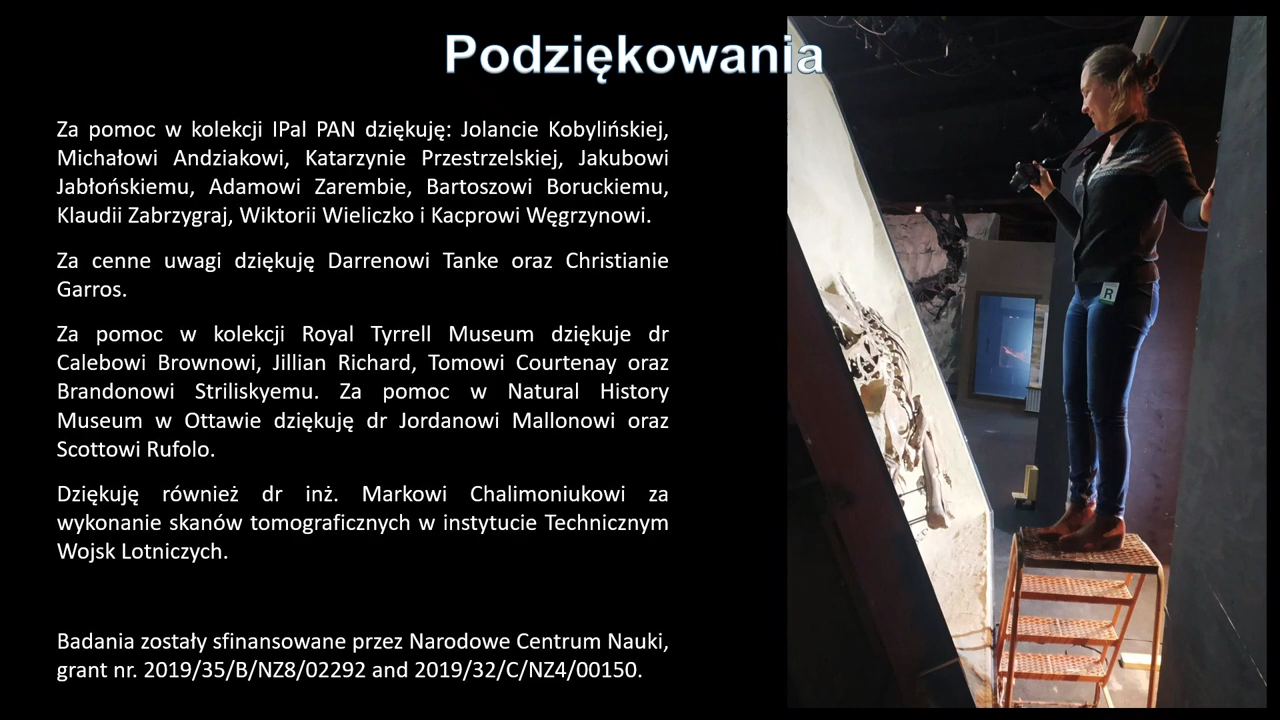 Podziękowania
Za pomoc w kolekcji IPal PAN dziękuję: Jolancie Kobylińskiej,
Michałowi Andziakowi, Katarzynie Przestrzelskiej, Jakubowi
Jabłońskiemu, Adamowi Zarembie, Bartoszowi Boruckiemu,
Klaudii Zabrzygraj, Wiktorii Wieliczko i Kacprowi Węgrzynowi.
Za cenne uwagi dziękuję Darrenowi Tanke oraz Christianie
Garros.
Za pomoc w kolekcji Royal Tyrrell Museum dziękuje dr
Calebowi Brownowi, Jillian Richard, Tomowi Courtenay oraz
Brandonowi Striliskyemu. Za pomoc w Natural History
Museum w Ottawie dziękuję dr Jordanowi Mallonowi oraz
Scottowi Rufolo.
Dziękuję również dr inż. Markowi Chalimoniukowi za
wykonanie skanów tomograficznych w instytucie Technicznym
Wojsk Lotniczych.
Badania zostały sfinansowane przez Narodowe Centrum Nauki,
grant nr. 2019/35/B/NZ8/02292 and 2019/32/C/NZ4/00150.
R